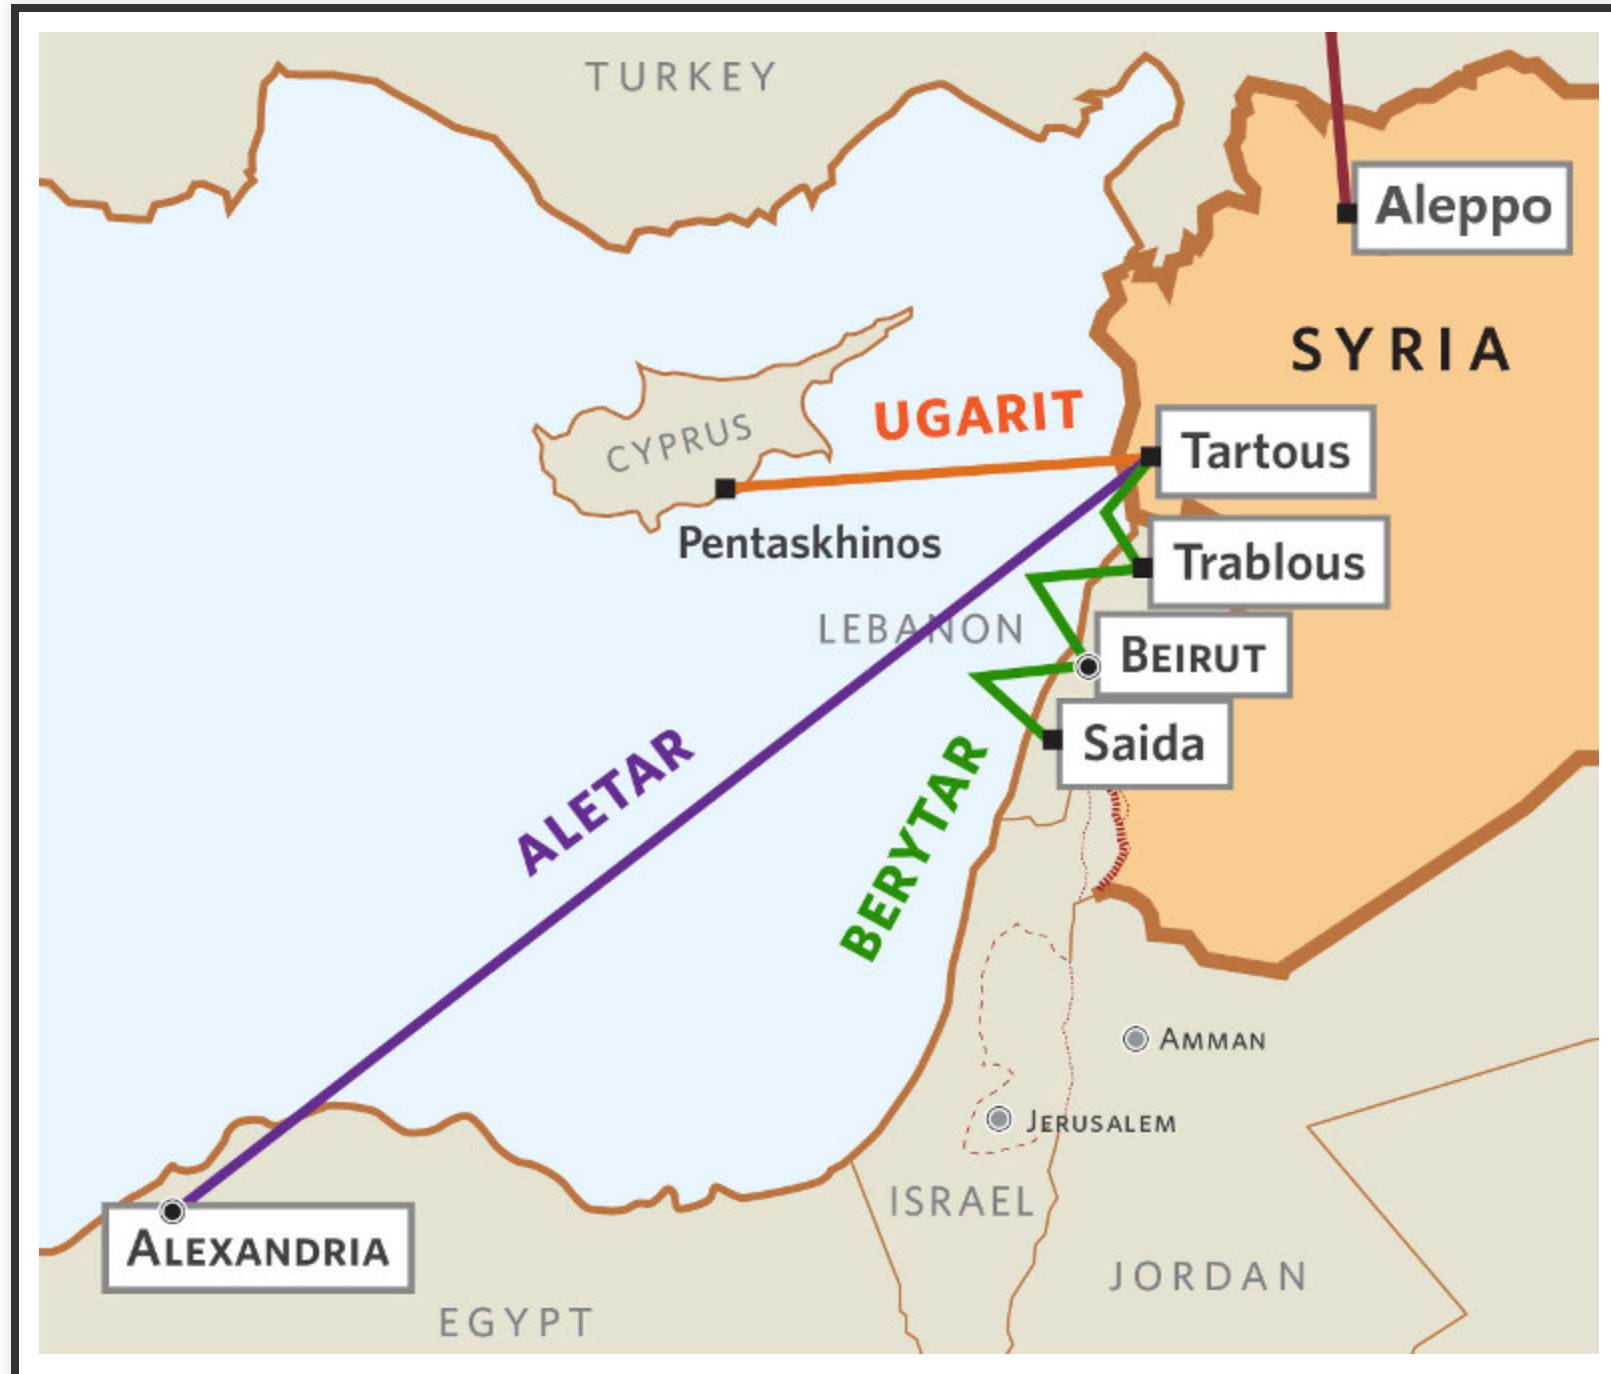 TURKEY
Aleppo
SYRIA
UGARIT
CYPRUS
Tartous
Pentaskhinos
Trablous
LEBANON
BEIRUT
Saida
ALETAR
BERYTAR
AMMAN
JERUSALEM
ISRAEL
ALEXANDRIA
JORDAN
EGYPT